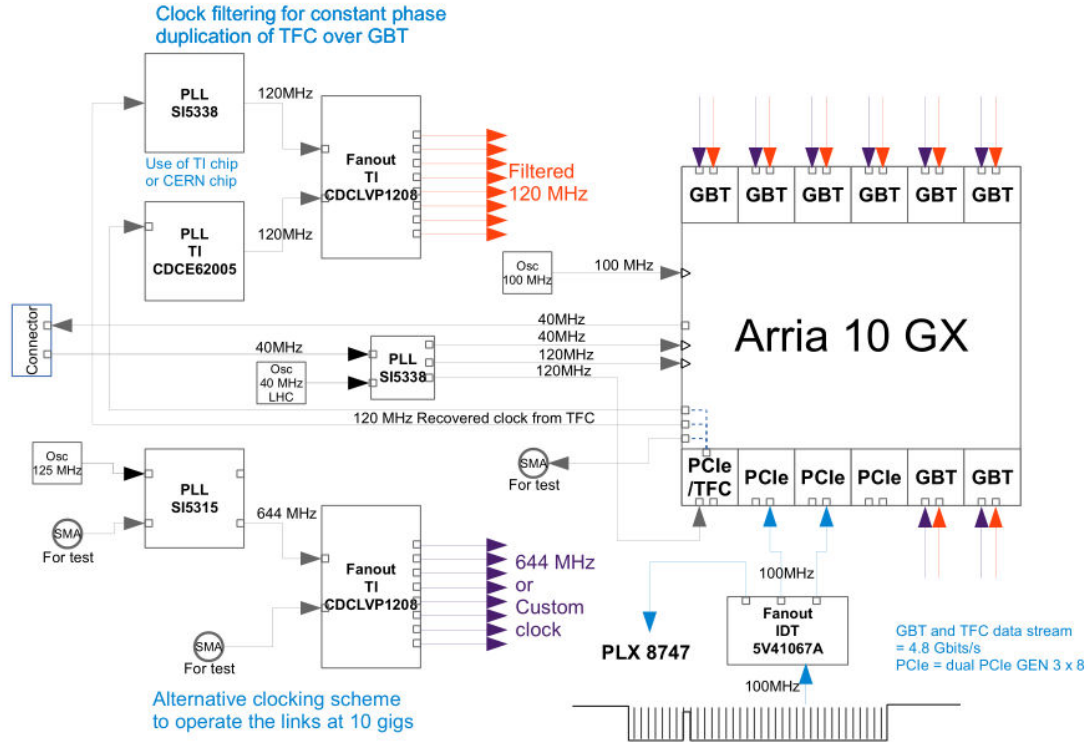 Clock filtering for constant phase
duplication of TFC over GBT
PLL
SI5338
120MHz
Use of TI chip
or CERN chip
Fanout
TI
CDCLVP1208
Filtered
120 MHz
PLL
TI
CDCE62005
120MHz
GBT
GBT
GBT
GBT
GBT
GBT
Osc
100 MHz
100 MHz
Arria 10 GX
Connector
40MHz
40MHz
120MHz
120MHz
40MHz
Osc
40 MHz
LHC
PLL
SI5338
120 MHz Recovered clock from TFC
SMA
For test
PCIe
/TFC
PCIe
PCIe
PCIe
GBT
GBT
Osc
125 MHz
PLL
SI5315
644 MHz
SMA
For test
Fanout
TI
CDCLVP1208
644 MHz
or
Custom
clock
SMA
For test
100MHz
Fanout
IDT
5V41067A
PLX 8747
100MHz
GBT and TFC data stream
= 4.8 Gbits/s
PCIe = dual PCIe GEN 3 x 8
Alternative clocking scheme
to operate the links at 10 gigs